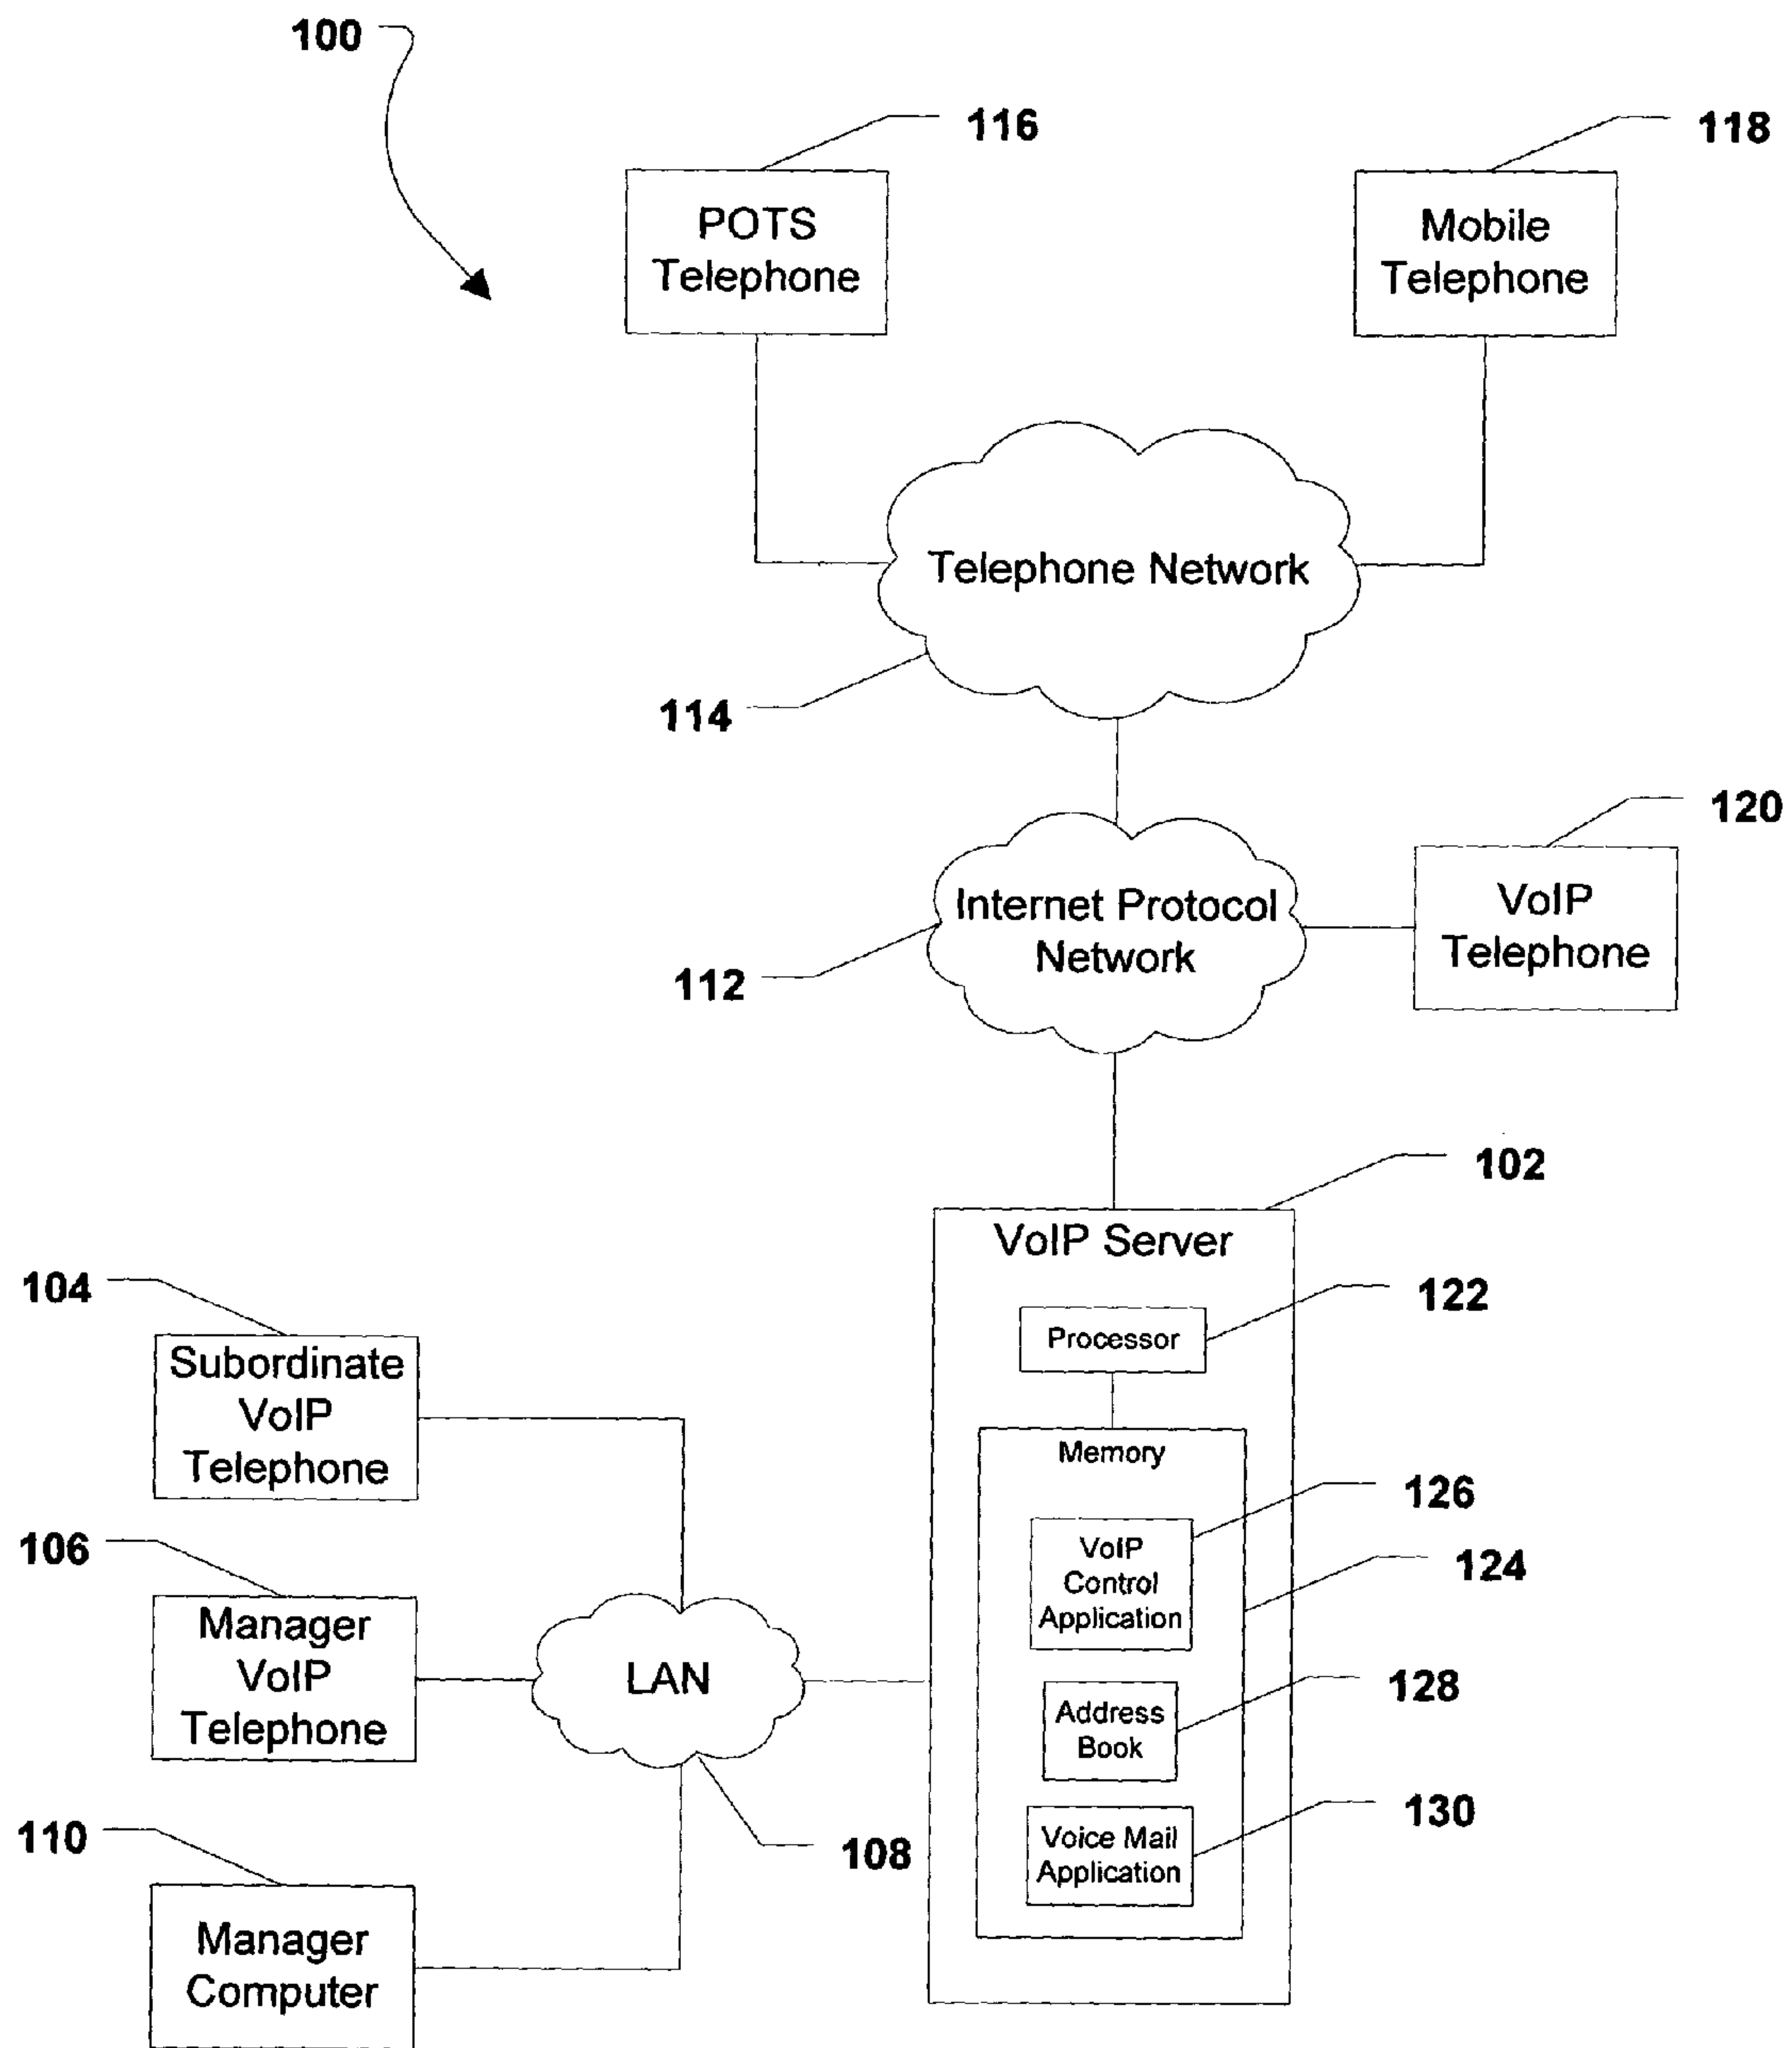 100
116
118
POTS
Telephone
Mobile
Telephone
Telephone Network
114
120
Internet Protocol
Network
VoIP
Telephone
112
102
VoIP Server
104
122
Processor
Subordinate
VoIP
Telephone
Memory
126
106
VoIP
Control
Application
124
Manager
VoIP
Telephone
LAN
128
Address
Book
110
108
130
Voice Mail
Application
Manager
Computer